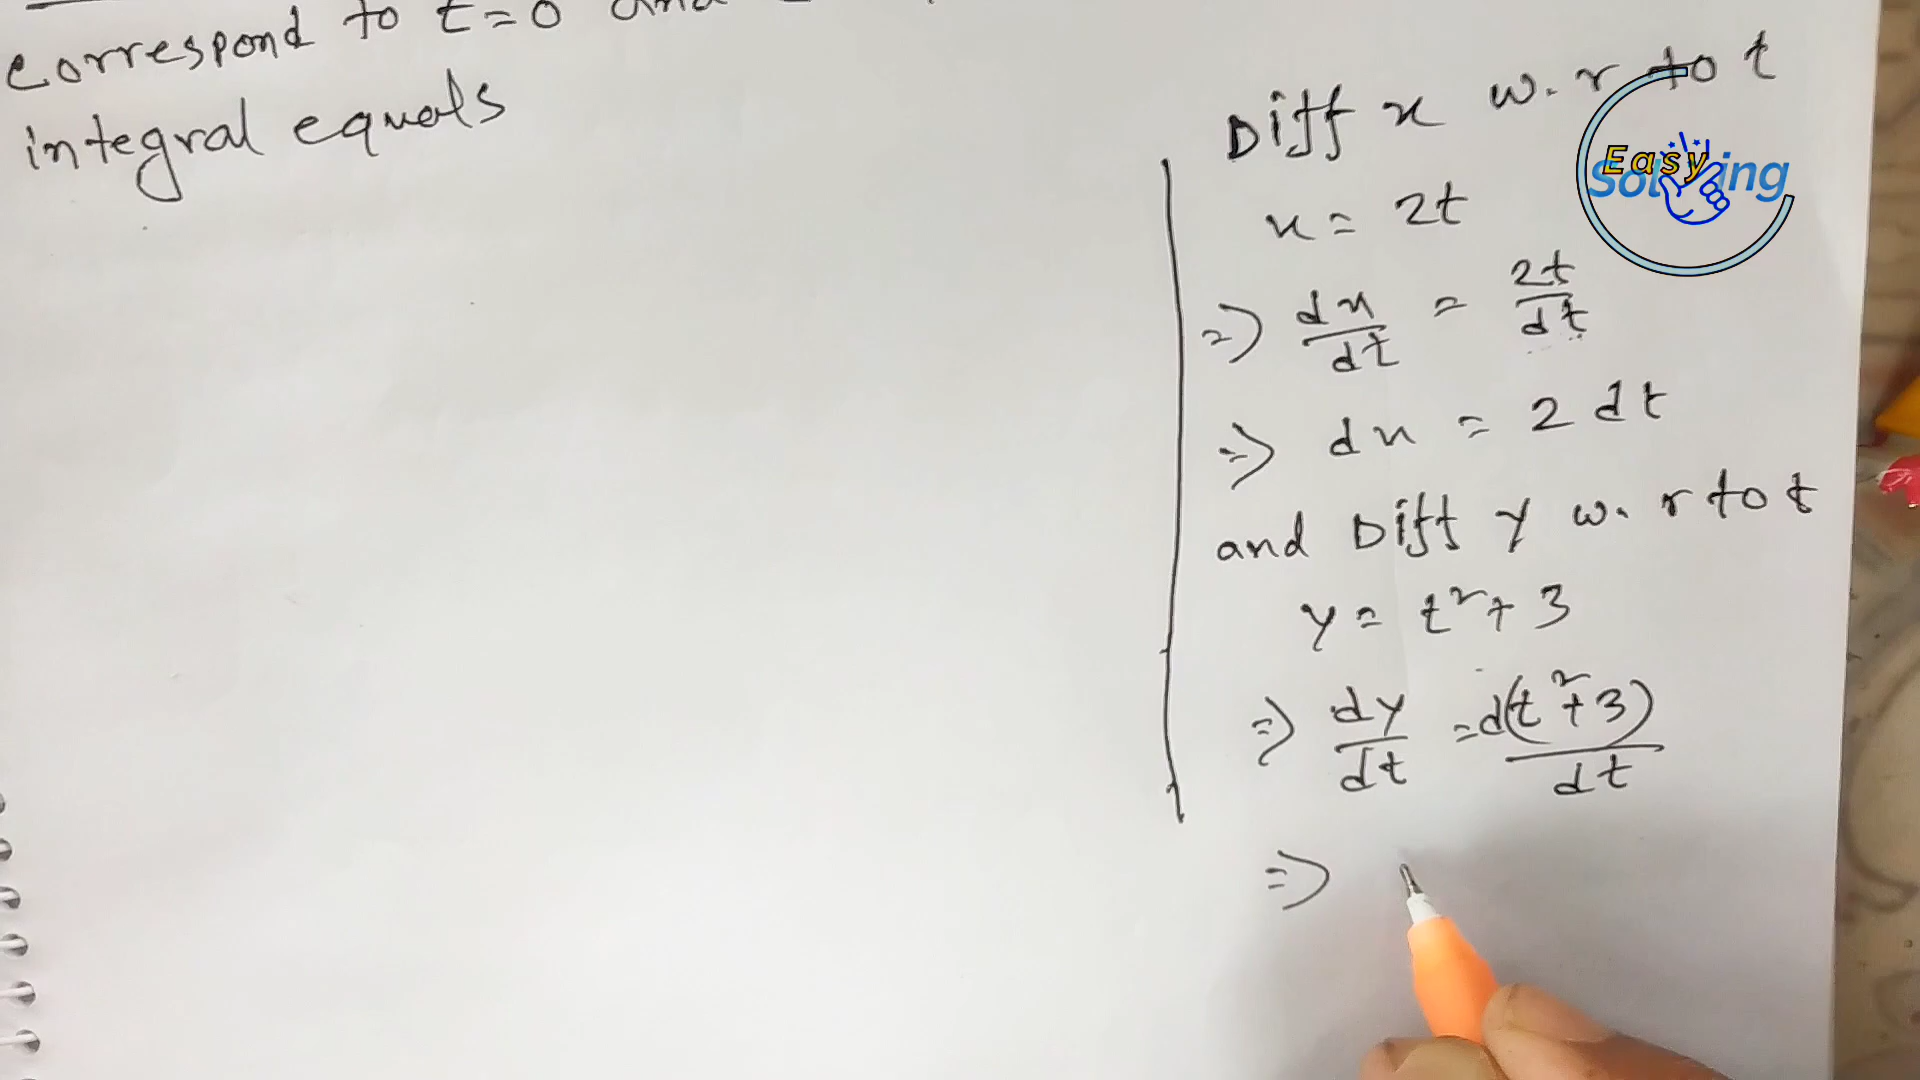 correspond to t=0 and
integral equals
Diff x w.r to t
x = 2t
=> dx/dt = 2t/dt
=> dx = 2 dt
and Diff y w.r to t
y = t²+3
=> dy/dt = d(t²+3)/dt
=>
Easy
Solving